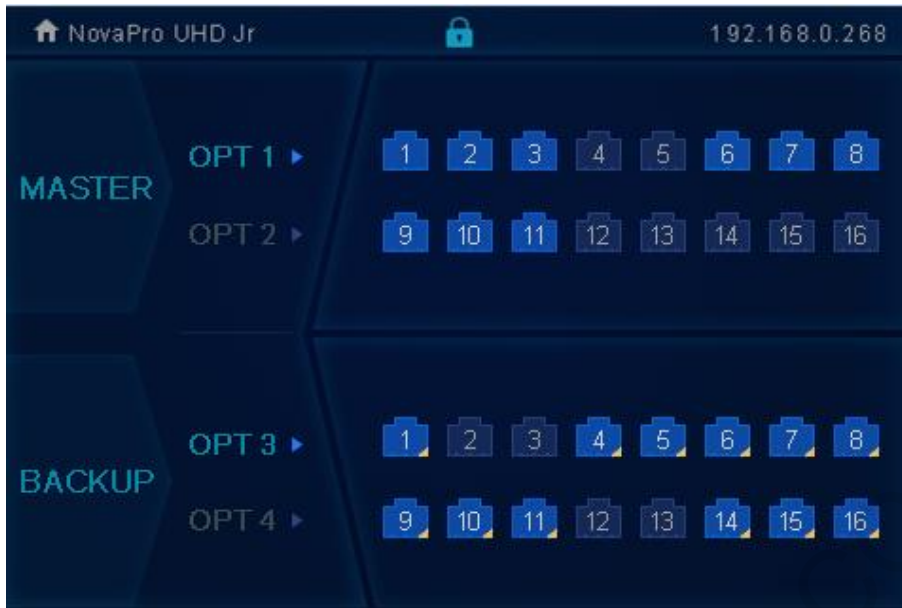 NovaPro UHD Jr 192.168.0.268
MASTER
OPT 1 1 2 3 4 5 6 7 8
OPT 2 9 10 11 12 13 14 15 16
BACKUP
OPT 3 1 2 3 4 5 6 7 8
OPT 4 9 10 11 12 13 14 15 16